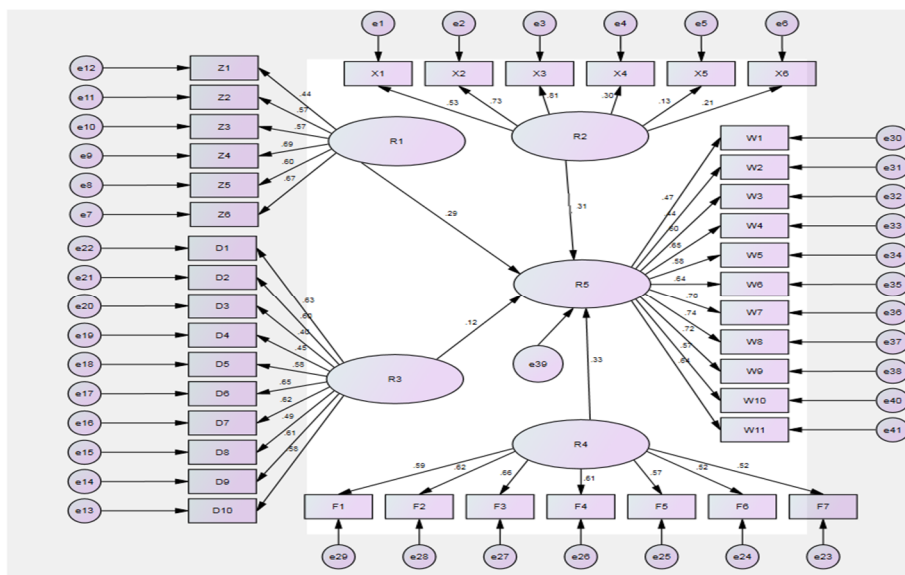 e1 e2 e3 e4 e5 e6
X1 X2 X3 X4 X5 X6
.53 .73 .81 .30 .13 .21
R2
e12 Z1
e11 Z2
e10 Z3
e9 Z4
e8 Z5
e7 Z6
.44
.57
.57
.69
.60
.67
R1
.29
.31
e22 D1
e21 D2
e20 D3
e19 D4
e18 D5
e17 D6
e16 D7
e15 D8
e14 D9
e13 D10
.63
.60
.40
.45
.58
.65
.62
.49
.61
.58
R3
.12
R5
e39
.33
.47
.44
.60
.65
.58
.64
.70
.74
.72
.57
.64
W1 e30
W2 e31
W3 e32
W4 e33
W5 e34
W6 e35
W7 e36
W8 e37
W9 e38
W10 e40
W11 e41
R4
.59 .62 .66 .61 .57 .52 .52
F1 F2 F3 F4 F5 F6 F7
e29 e28 e27 e26 e25 e24 e23